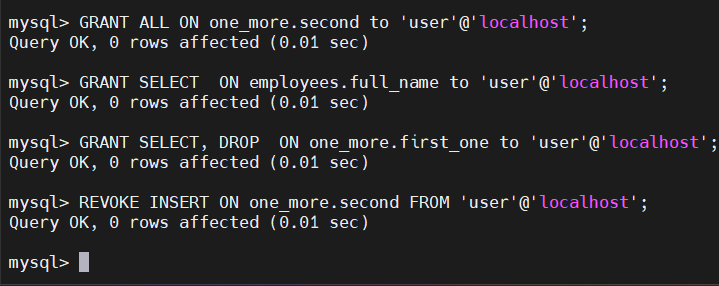 mysql> GRANT ALL ON one_more.second to 'user'@'localhost';
Query OK, 0 rows affected (0.01 sec)
mysql> GRANT SELECT  ON employees.full_name to 'user'@'localhost';
Query OK, 0 rows affected (0.01 sec)
mysql> GRANT SELECT, DROP  ON one_more.first_one to 'user'@'localhost';
Query OK, 0 rows affected (0.01 sec)
mysql> REVOKE INSERT ON one_more.second FROM 'user'@'localhost';
Query OK, 0 rows affected (0.01 sec)
mysql>